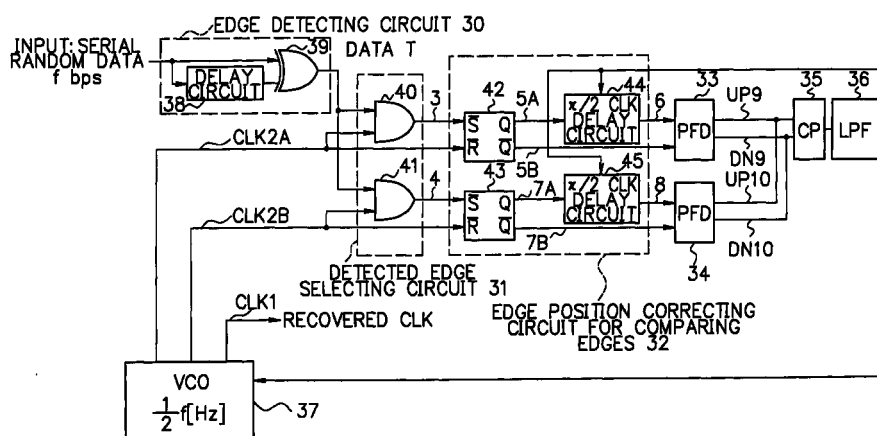 EDGE DETECTING CIRCUIT 30
INPUT: SERIAL
RANDOM DATA
f bps
39
DATA T
DELAY
CIRCUIT
38
40
3
42
5A
44
π/2 CLK
DELAY
CIRCUIT
6
33
UP9
35
36
S Q
R Q
5B
PFD
CP
LPF
DN9
CLK2A
41
4
43
7A
45
π/2 CLK
DELAY
CIRCUIT
8
UP10
S Q
R Q
7B
PFD
DN10
34
CLK2B
DETECTED EDGE
SELECTING CIRCUIT 31
EDGE POSITION CORRECTING
CIRCUIT FOR COMPARING
EDGES 32
CLK1
RECOVERED CLK
VCO
1/2 f[Hz]
37